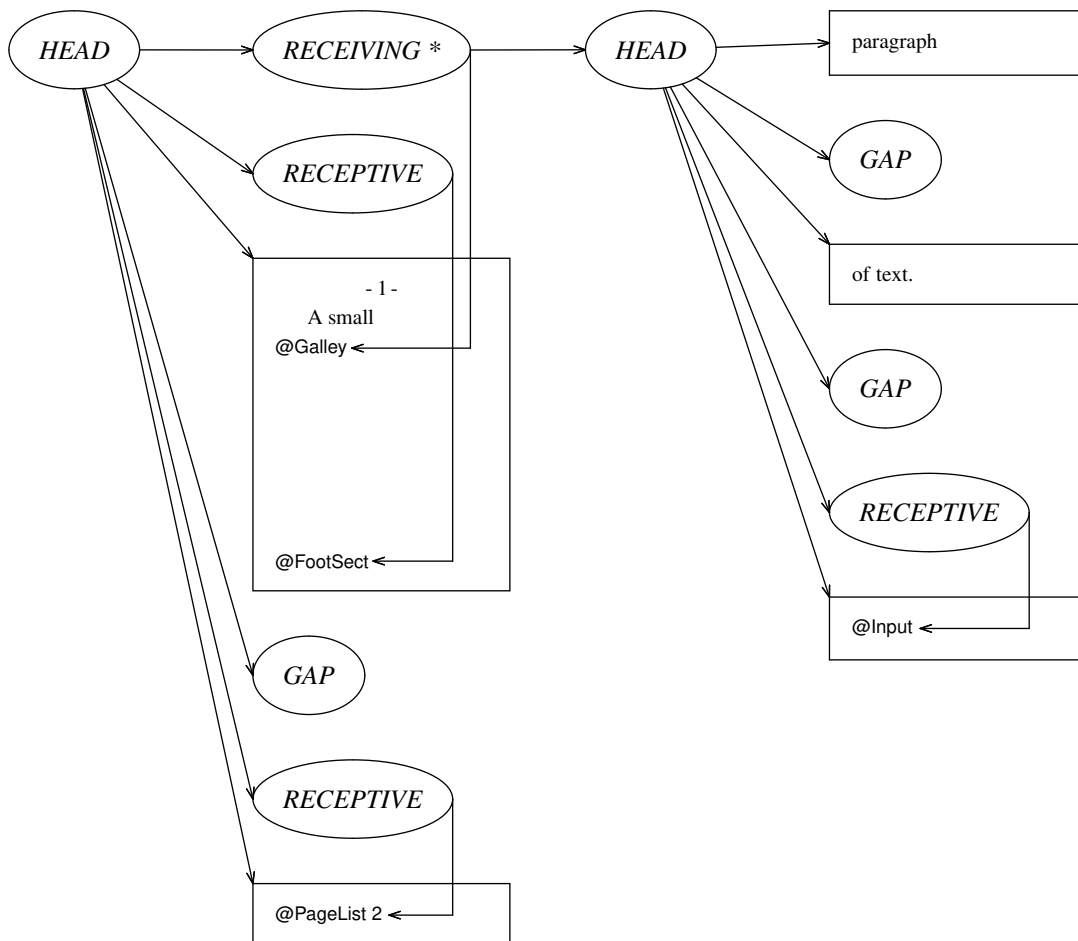 HEAD
RECEIVING *
HEAD
paragraph
RECEPTIVE
GAP
- 1 -
A small
@Galley
of text.
GAP
RECEPTIVE
@FootSect
@Input
GAP
RECEPTIVE
@PageList 2